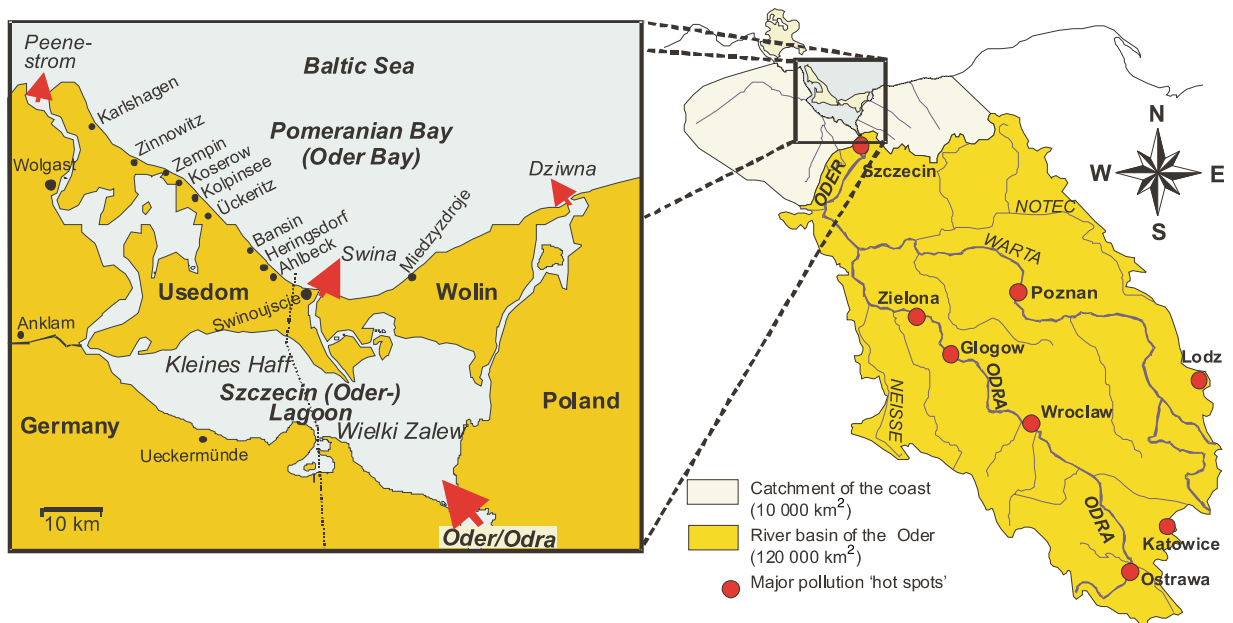 Peene-
strom
Baltic Sea
Karlshagen
Pomeranian Bay
(Oder Bay)
Zinnowitz
Zempin
Koserow
Kolpinsee
Ückeritz
Wolgast
Dziwna
Bansin
Heringsdorf
Ahlbeck
Swina
Miedzyzdroje
Usedom
Swinoujscie
Wolin
Anklam
Kleines Haff
Szczecin (Oder-)
Lagoon
Wielki Zalew
Poland
Germany
Ueckermünde
10 km
Oder/Odra
N
W
E
S
ODER
Szczecin
NOTEC
WARTA
Zielona
Poznan
Glogow
Lodz
ODRA
NEISSE
Wroclaw
ODRA
Katowice
Ostrawa
Catchment of the coast
(10 000 km²)
River basin of the Oder
(120 000 km²)
Major pollution ‘hot spots’